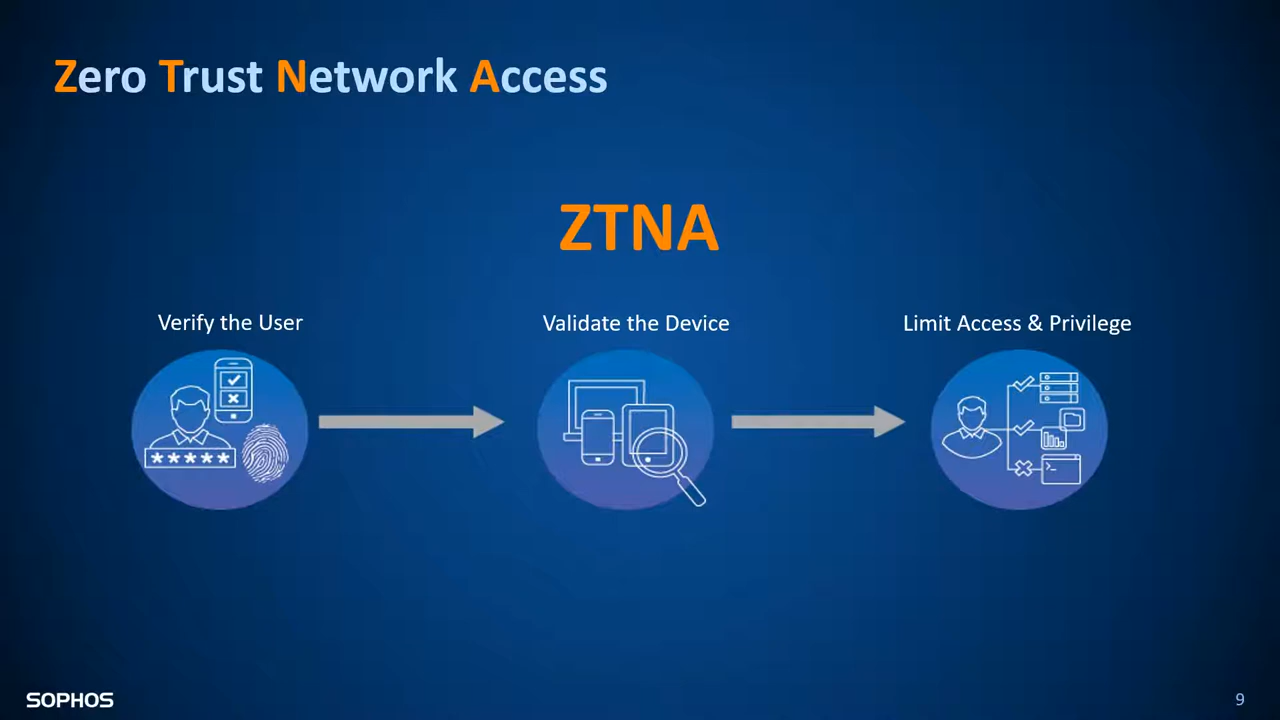 Zero Trust Network Access
ZTNA
Verify the User
Validate the Device
Limit Access & Privilege
*****
SOPHOS
9